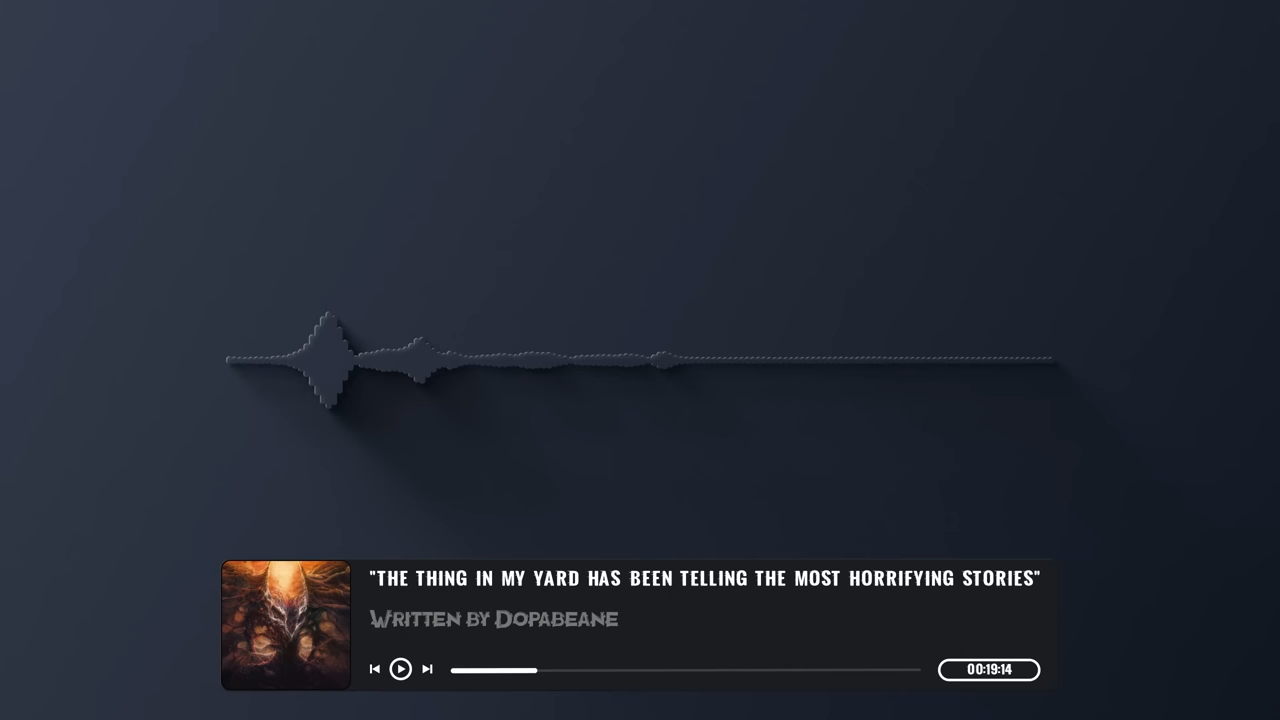 "THE THING IN MY YARD HAS BEEN TELLING THE MOST HORRIFYING STORIES"
WRITTEN BY DOPABEANE
00:19:14